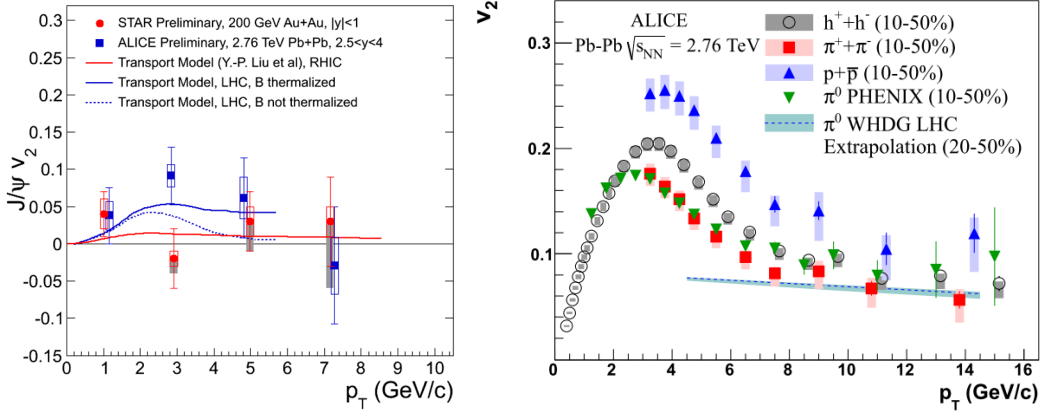 STAR Preliminary, 200 GeV Au+Au, |y|<1
ALICE Preliminary, 2.76 TeV Pb+Pb, 2.5<y<4
Transport Model (Y.-P. Liu et al), RHIC
Transport Model, LHC, B thermalized
Transport Model, LHC, B not thermalized
J/ψ v2
0.3
0.25
0.2
0.15
0.1
0.05
0
-0.05
-0.1
-0.15
0 1 2 3 4 5 6 7 8 9 10
pT (GeV/c)
v2
ALICE
Pb-Pb √sNN = 2.76 TeV
h+ +h- (10-50%)
π+ +π- (10-50%)
p+p̅ (10-50%)
π0 PHENIX (10-50%)
π0 WHDG LHC
Extrapolation (20-50%)
0.3
0.2
0.1
0 2 4 6 8 10 12 14 16
pT (GeV/c)